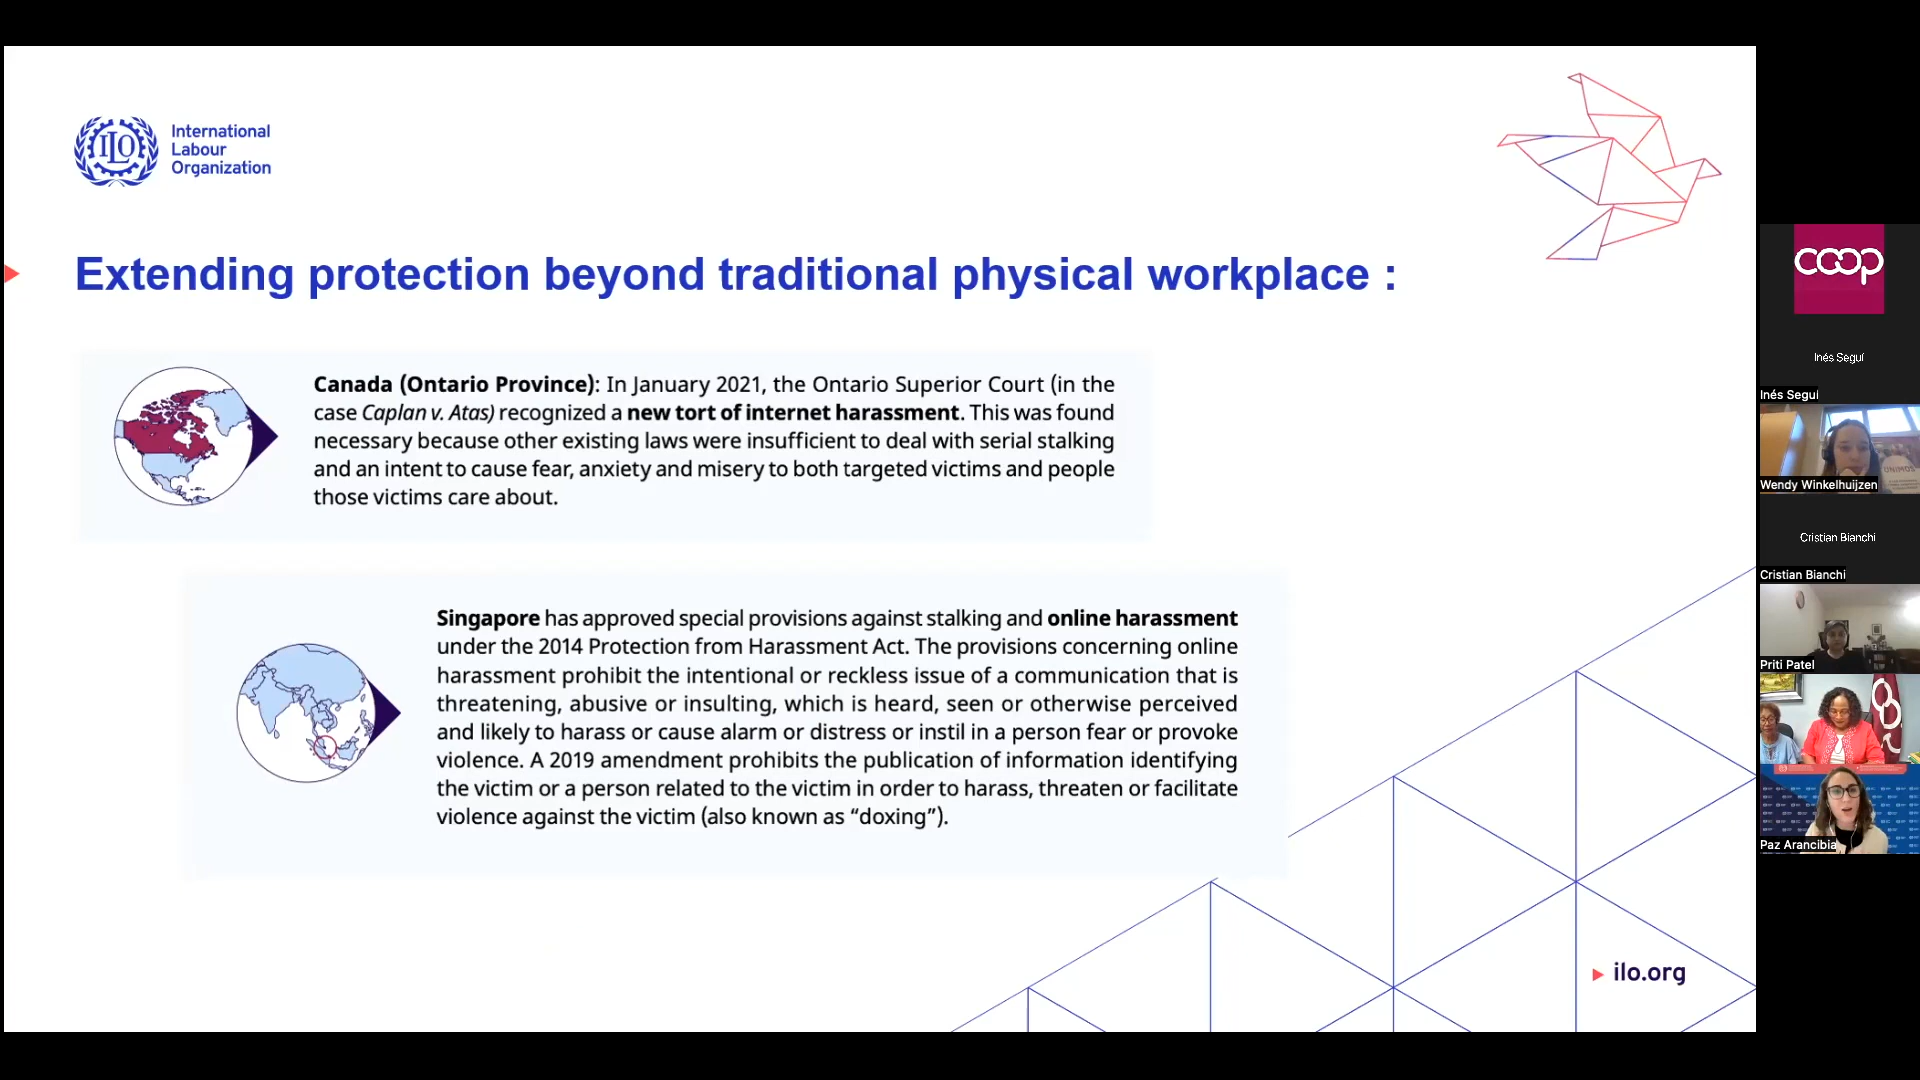 International
Labour
Organization
ILO
Extending protection beyond traditional physical workplace :
Canada (Ontario Province): In January 2021, the Ontario Superior Court (in the
case Caplan v. Atas) recognized a new tort of internet harassment. This was found
necessary because other existing laws were insufficient to deal with serial stalking
and an intent to cause fear, anxiety and misery to both targeted victims and people
those victims care about.
Singapore has approved special provisions against stalking and online harassment
under the 2014 Protection from Harassment Act. The provisions concerning online
harassment prohibit the intentional or reckless issue of a communication that is
threatening, abusive or insulting, which is heard, seen or otherwise perceived
and likely to harass or cause alarm or distress or instil in a person fear or provoke
violence. A 2019 amendment prohibits the publication of information identifying
the victim or a person related to the victim in order to harass, threaten or facilitate
violence against the victim (also known as “doxing”).
ilo.org
coop
Inés Seguí
Inés Seguí
Wendy Winkelhuijzen
Cristian Bianchi
Cristian Bianchi
Priti Patel
Paz Arancibia